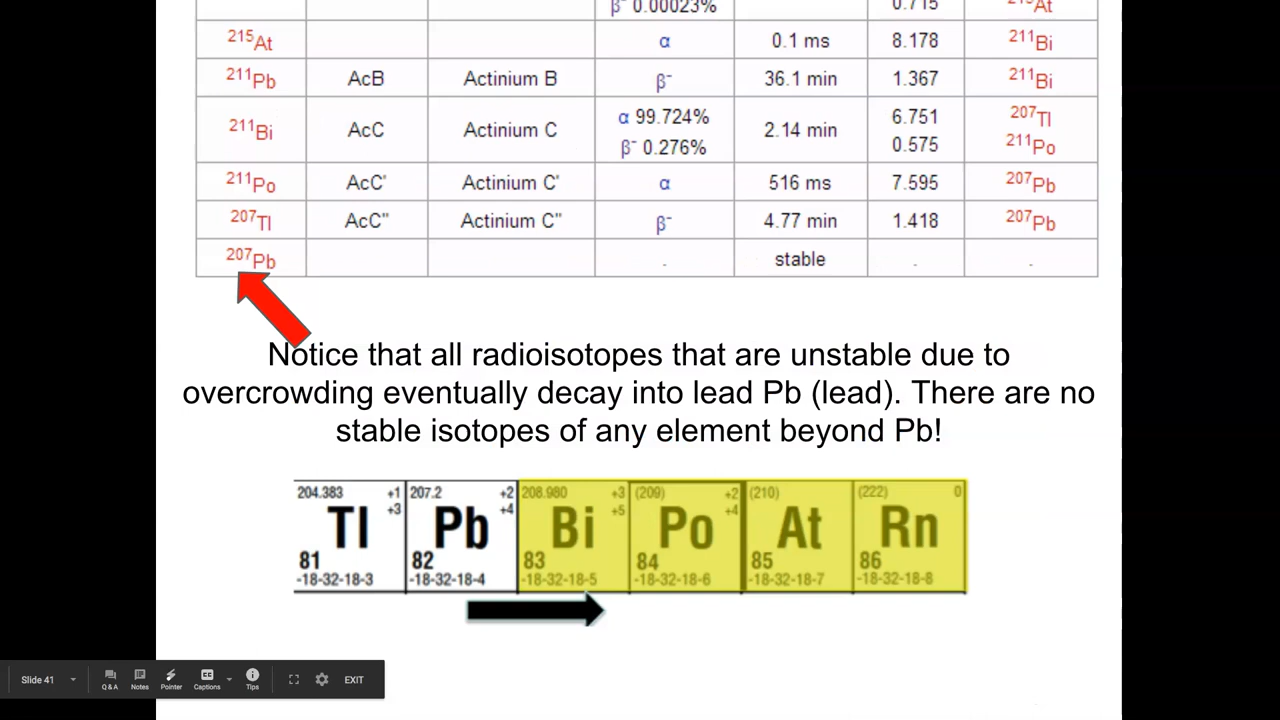 β⁻ 0.00023% 0.715 ²¹⁵At
²¹⁵At α 0.1 ms 8.178 ²¹¹Bi
²¹¹Pb AcB Actinium B β⁻ 36.1 min 1.367 ²¹¹Bi
²¹¹Bi AcC Actinium C α 99.724% 2.14 min 6.751 ²⁰⁷Tl
β⁻ 0.276% 0.575 ²¹¹Po
²¹¹Po AcC' Actinium C' α 516 ms 7.595 ²⁰⁷Pb
²⁰⁷Tl AcC" Actinium C" β⁻ 4.77 min 1.418 ²⁰⁷Pb
²⁰⁷Pb . stable . .
Notice that all radioisotopes that are unstable due to
overcrowding eventually decay into lead Pb (lead). There are no
stable isotopes of any element beyond Pb!
204.383 +1 207.2 +2 208.980 +3 (209) +2 (210) (222) 0
+3 +4 +5 +4
Tl Pb Bi Po At Rn
81 82 83 84 85 86
-18-32-18-3 -18-32-18-4 -18-32-18-5 -18-32-18-6 -18-32-18-7 -18-32-18-8
Slide 41 Q & A Notes Pointer Captions Tips EXIT